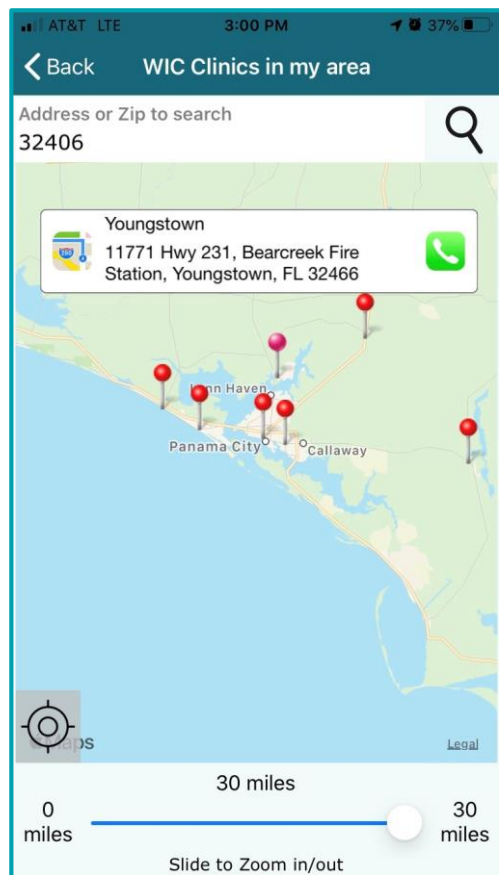 AT&T LTE 3:00 PM 37%
Back WIC Clinics in my area
Address or Zip to search
32406
Youngstown
11771 Hwy 231, Bearcreek Fire
Station, Youngstown, FL 32466
Haven
Panama City
Callaway
Maps
Legal
30 miles
0 30
miles miles
Slide to Zoom in/out